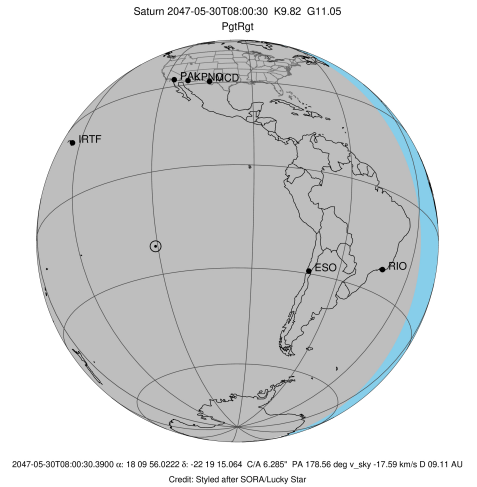 Saturn 2047-05-30T08:00:30 K9.82 G11.05
PgtRgt
PAL
KPNO
MCD
IRTF
ESO
RIO
2047-05-30T08:00:30.3900 α: 18 09 56.0222 δ: -22 19 15.064 C/A 6.285" PA 178.56 deg v_sky -17.59 km/s D 09.11 AU
Credit: Styled after SORA/Lucky Star